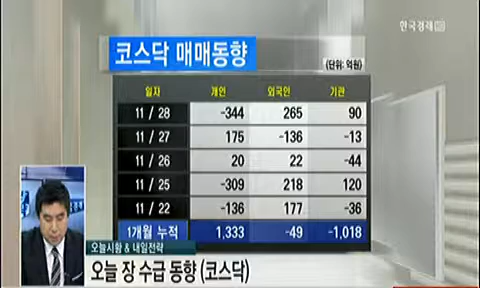 한국경제TV
코스닥 매매동향
(단위: 억원)
일자 개인 외국인 기관
11 / 28 -344 265 90
11 / 27 175 -136 -13
11 / 26 20 22 -44
11 / 25 -309 218 120
11 / 22 -136 177 -36
1개월 누적 1,333 -49 -1,018
오늘시황 & 내일전략
오늘 장 수급 동향 (코스닥)